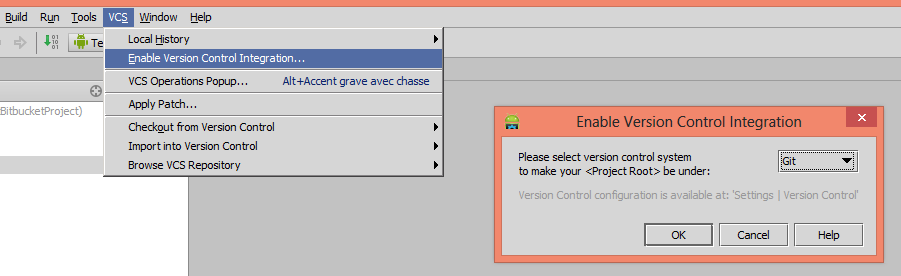 Build Run Tools VCS Window Help
Local History
Enable Version Control Integration...
VCS Operations Popup... Alt+Accent grave avec chasse
Apply Patch...
Checkout from Version Control
Import into Version Control
Browse VCS Repository
BitbucketProject)
Enable Version Control Integration
Please select version control system
to make your <Project Root> be under:
Git
Version Control configuration is available at: 'Settings | Version Control'
OK Cancel Help